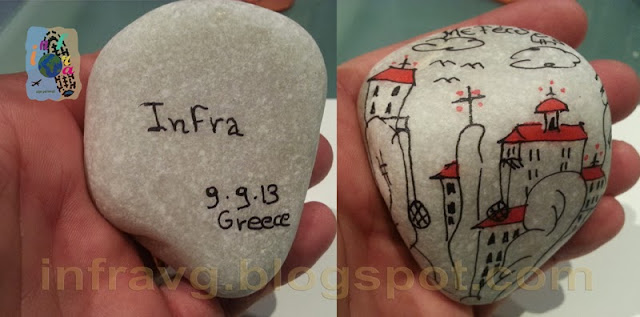 Infra
9.9.13
Greece
infravg.blogspot.com